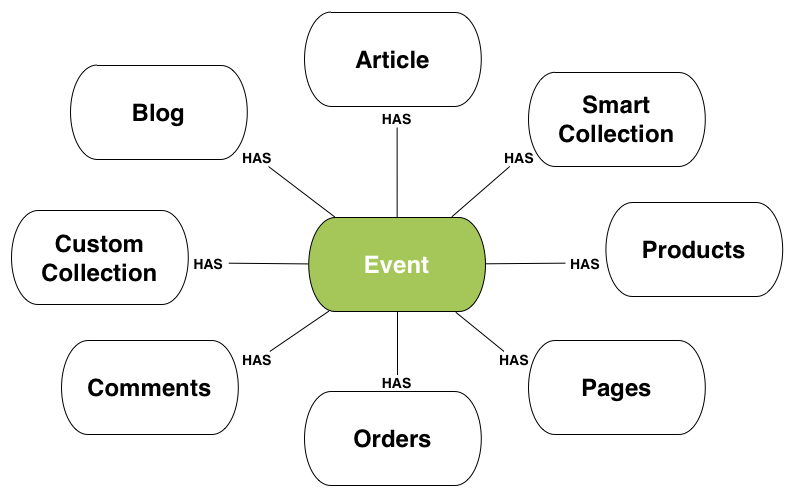 Article
Blog
Smart
Collection
HAS
HAS
HAS
Custom
Collection
HAS
Event
HAS
Products
Comments
HAS
HAS
Pages
HAS
Orders